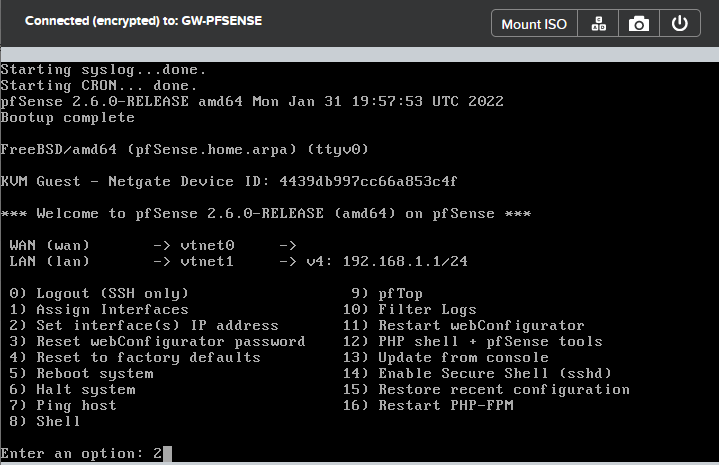 Connected (encrypted) to: GW-PFSENSE
Mount ISO
Starting syslog...done.
Starting CRON... done.
pfSense 2.6.0-RELEASE amd64 Mon Jan 31 19:57:53 UTC 2022
Bootup complete
FreeBSD/amd64 (pfSense.home.arpa) (ttyv0)
KVM Guest - Netgate Device ID: 4439db997cc66a853c4f
*** Welcome to pfSense 2.6.0-RELEASE (amd64) on pfSense ***
WAN (wan)       -> vtnet0     ->
LAN (lan)       -> vtnet1     -> v4: 192.168.1.1/24
0) Logout (SSH only)                  9) pfTop
1) Assign Interfaces                 10) Filter Logs
2) Set interface(s) IP address       11) Restart webConfigurator
3) Reset webConfigurator password    12) PHP shell + pfSense tools
4) Reset to factory defaults         13) Update from console
5) Reboot system                     14) Enable Secure Shell (sshd)
6) Halt system                       15) Restore recent configuration
7) Ping host                         16) Restart PHP-FPM
8) Shell
Enter an option: 2